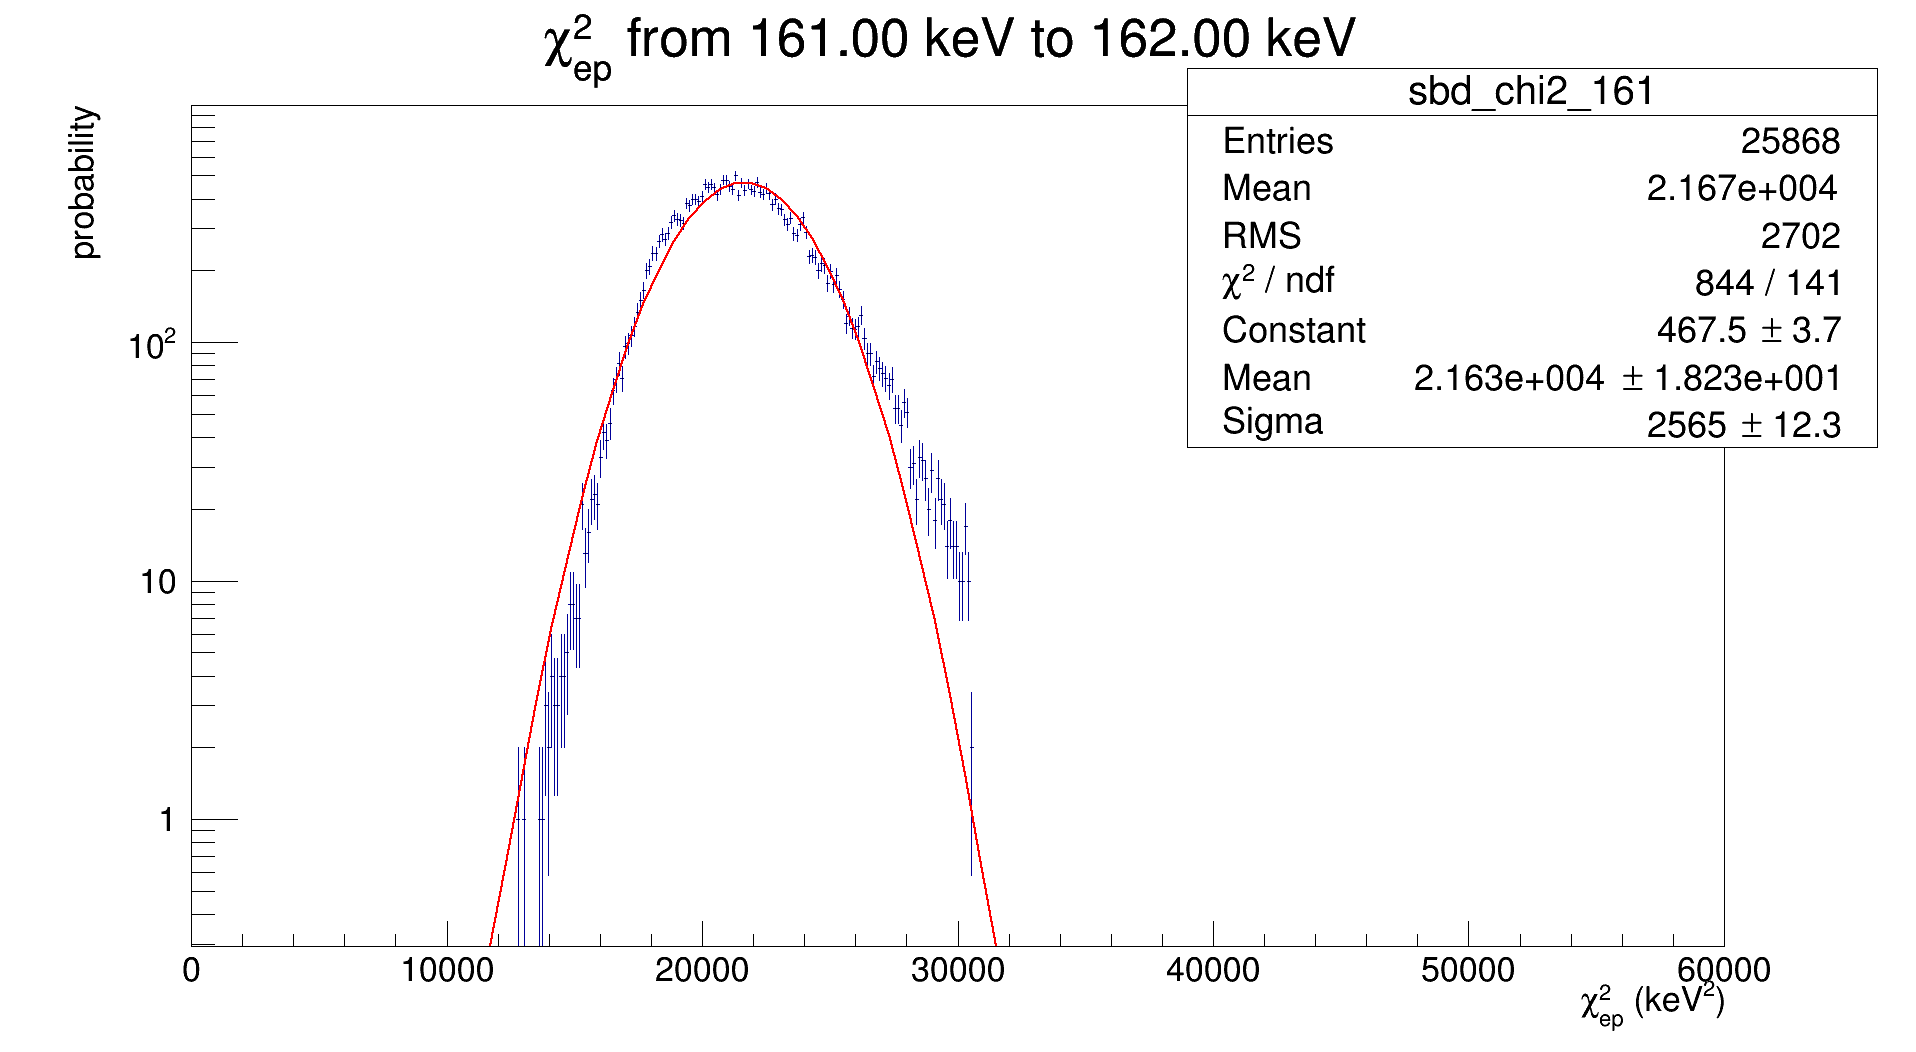 χ²ep from 161.00 keV to 162.00 keV
probability
sbd_chi2_161
Entries 25868
Mean 2.167e+004
RMS 2702
χ² / ndf 844 / 141
Constant 467.5 ± 3.7
Mean 2.163e+004 ± 1.823e+001
Sigma 2565 ± 12.3
10²
10
1
0 10000 20000 30000 40000 50000 60000
χ²ep (keV²)